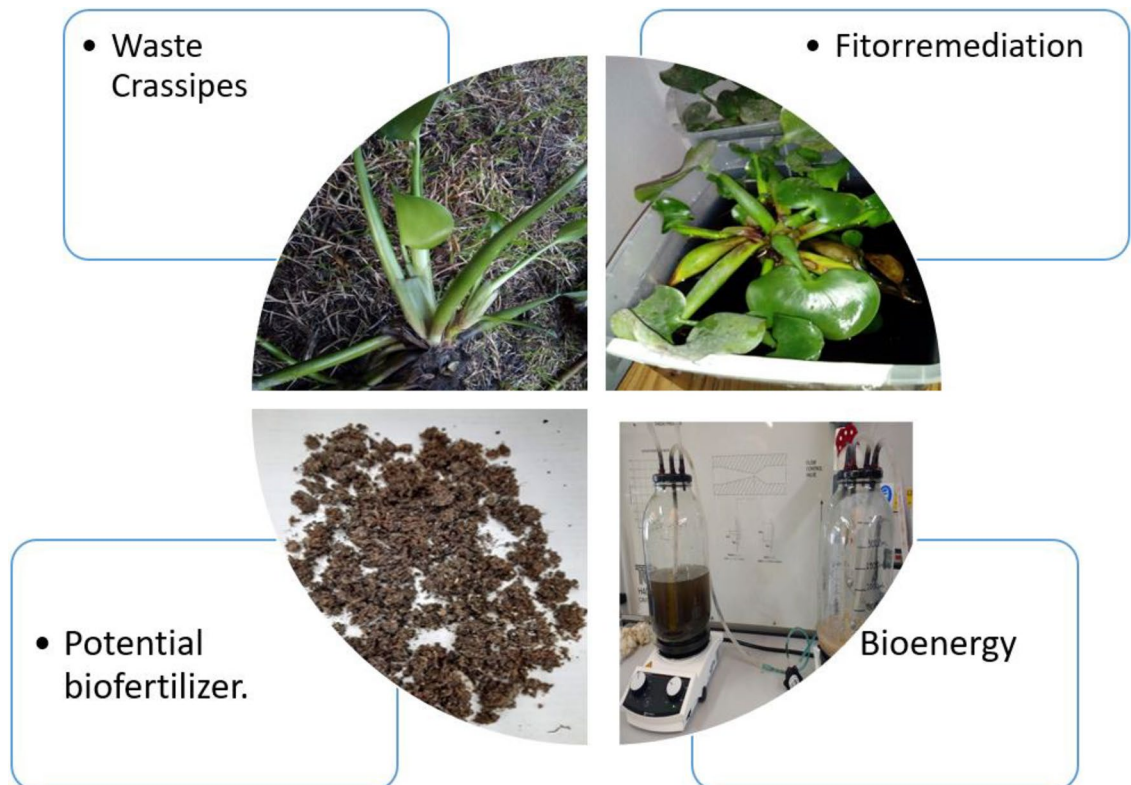 • Waste
Crassipes
• Fitorremediation
• Potential
biofertilizer.
Bioenergy